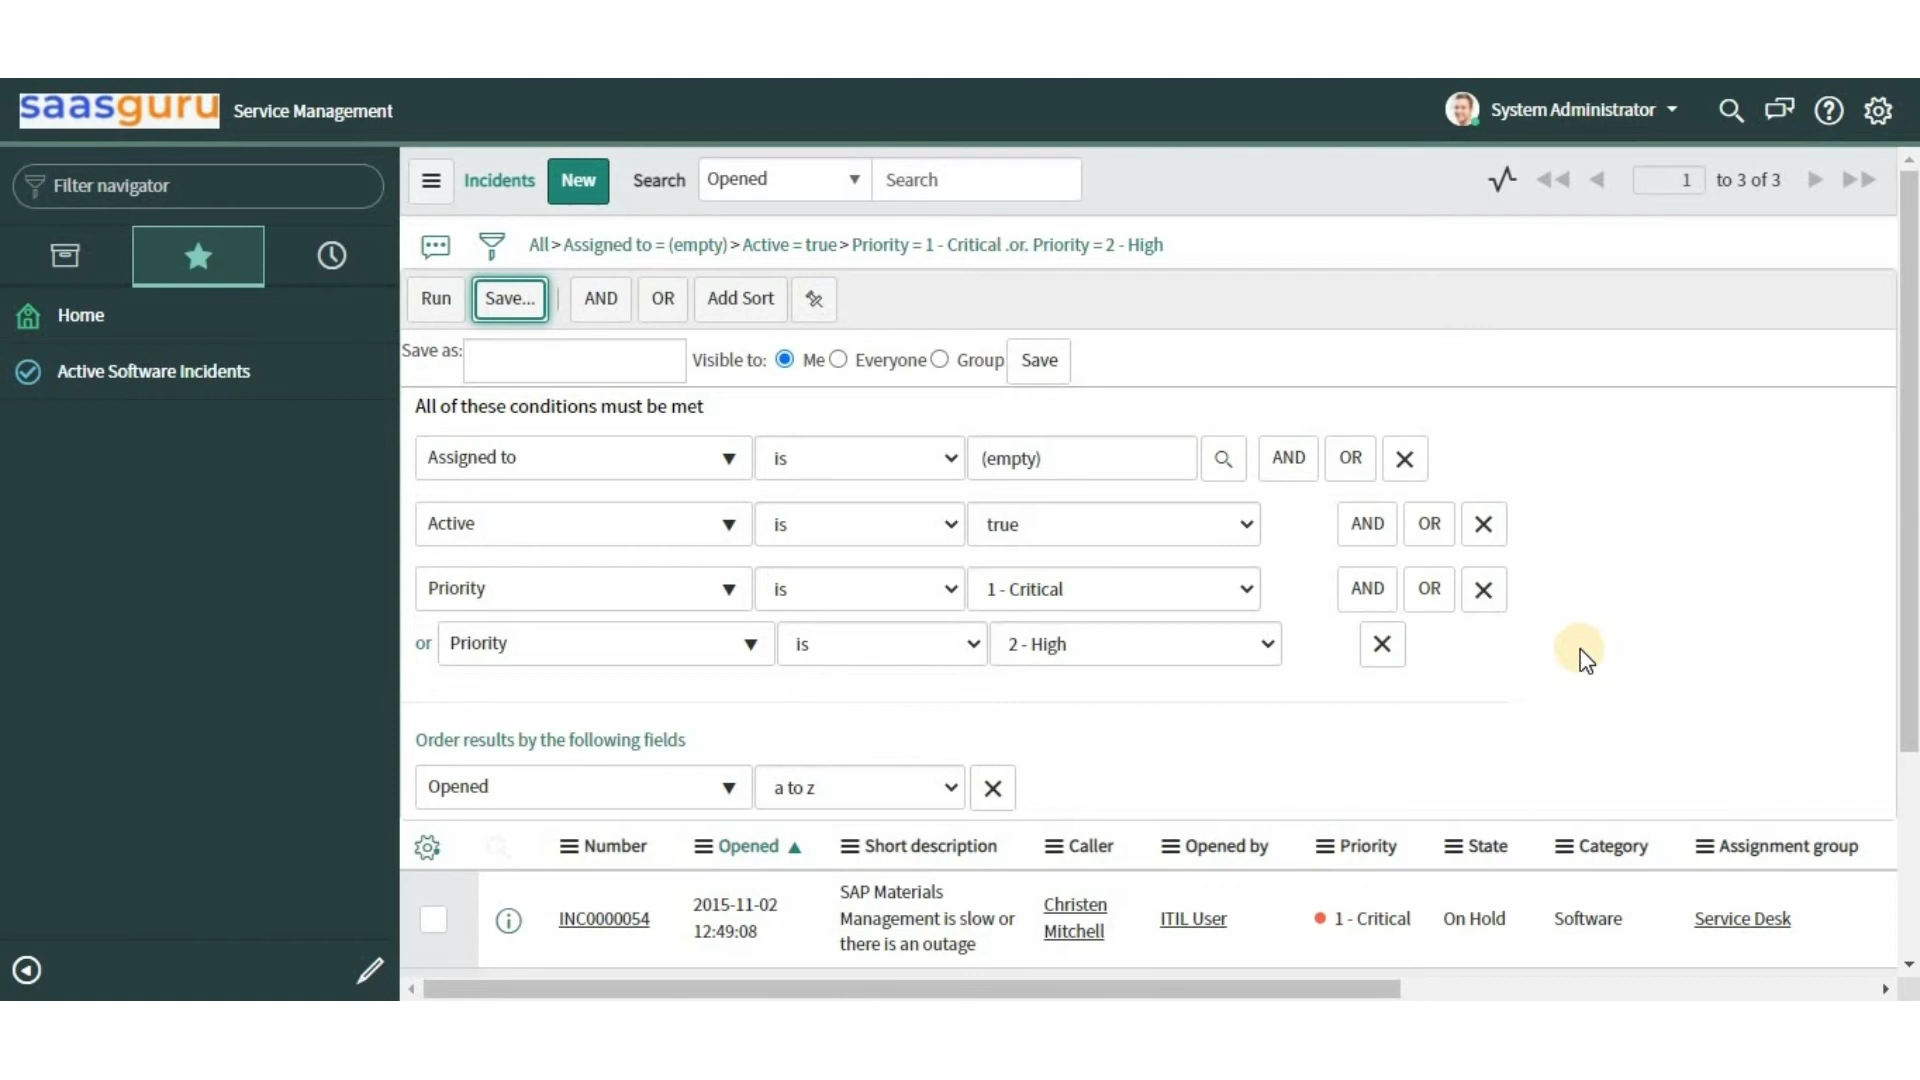 saasguru Service Management System Administrator
Filter navigator
Home
Active Software Incidents
Incidents New Search Opened Search 1 to 3 of 3
All>Assigned to = (empty)>Active = true>Priority = 1 - Critical .or. Priority = 2 - High
Run Save... AND OR Add Sort
Save as: Visible to: Me Everyone Group Save
All of these conditions must be met
Assigned to is (empty) AND OR
Active is true AND OR
Priority is 1 - Critical AND OR
or Priority is 2 - High
Order results by the following fields
Opened a to z
Number Opened Short description Caller Opened by Priority State Category Assignment group
INC0000054 2015-11-02 12:49:08 SAP Materials Management is slow or there is an outage Christen Mitchell ITIL User 1 - Critical On Hold Software Service Desk